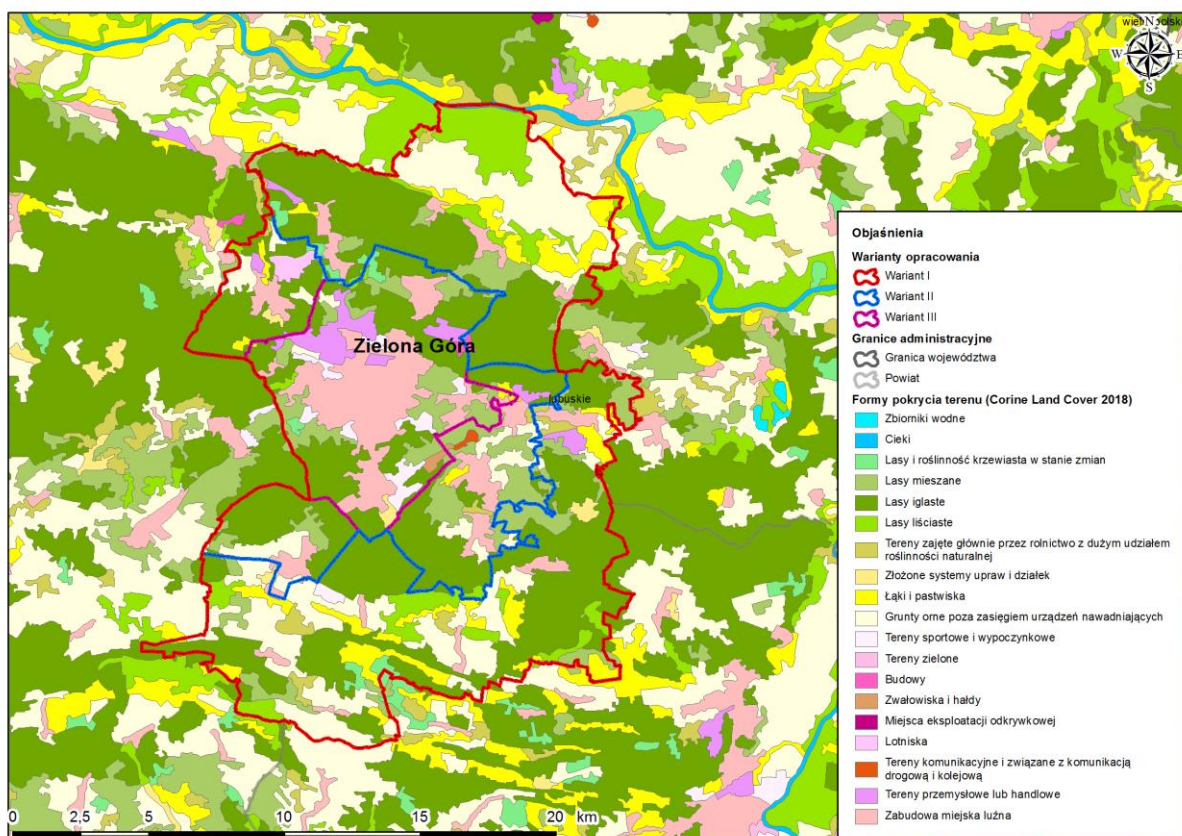 wielkopolski
N
W
E
S
Zielona Góra
lubuskie
Objaśnienia
Warianty opracowania
Wariant I
Wariant II
Wariant III
Granice administracyjne
Granica województwa
Powiat
Formy pokrycia terenu (Corine Land Cover 2018)
Zbiorniki wodne
Cieki
Lasy i roślinność krzewiasta w stanie zmian
Lasy mieszane
Lasy iglaste
Lasy liściaste
Tereny zajęte głównie przez rolnictwo z dużym udziałem
roślinności naturalnej
Złożone systemy upraw i działek
Łąki i pastwiska
Grunty orne poza zasięgiem urządzeń nawadniających
Tereny sportowe i wypoczynkowe
Tereny zielone
Budowy
Zwałowiska i hałdy
Miejsca eksploatacji odkrywkowej
Lotniska
Tereny komunikacyjne i związane z komunikacją
drogową i kolejową
Tereny przemysłowe lub handlowe
Zabudowa miejska luźna
0 2,5 5 10 15 20 km